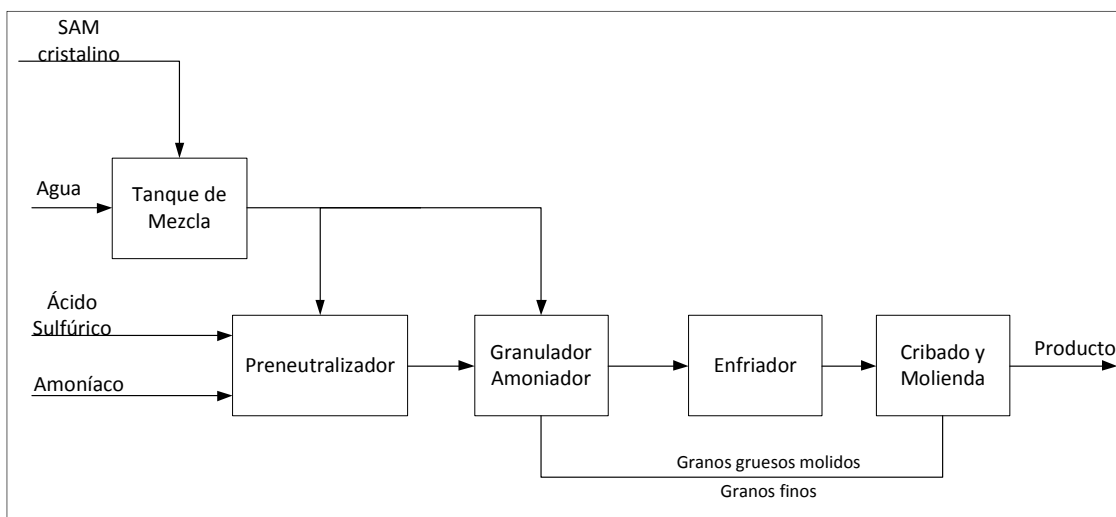 SAM
cristalino
Agua
Tanque de
Mezcla
Ácido
Sulfúrico
Amoníaco
Preneutralizador
Granulador
Amoniador
Enfriador
Cribado y
Molienda
Producto
Granos gruesos molidos
Granos finos